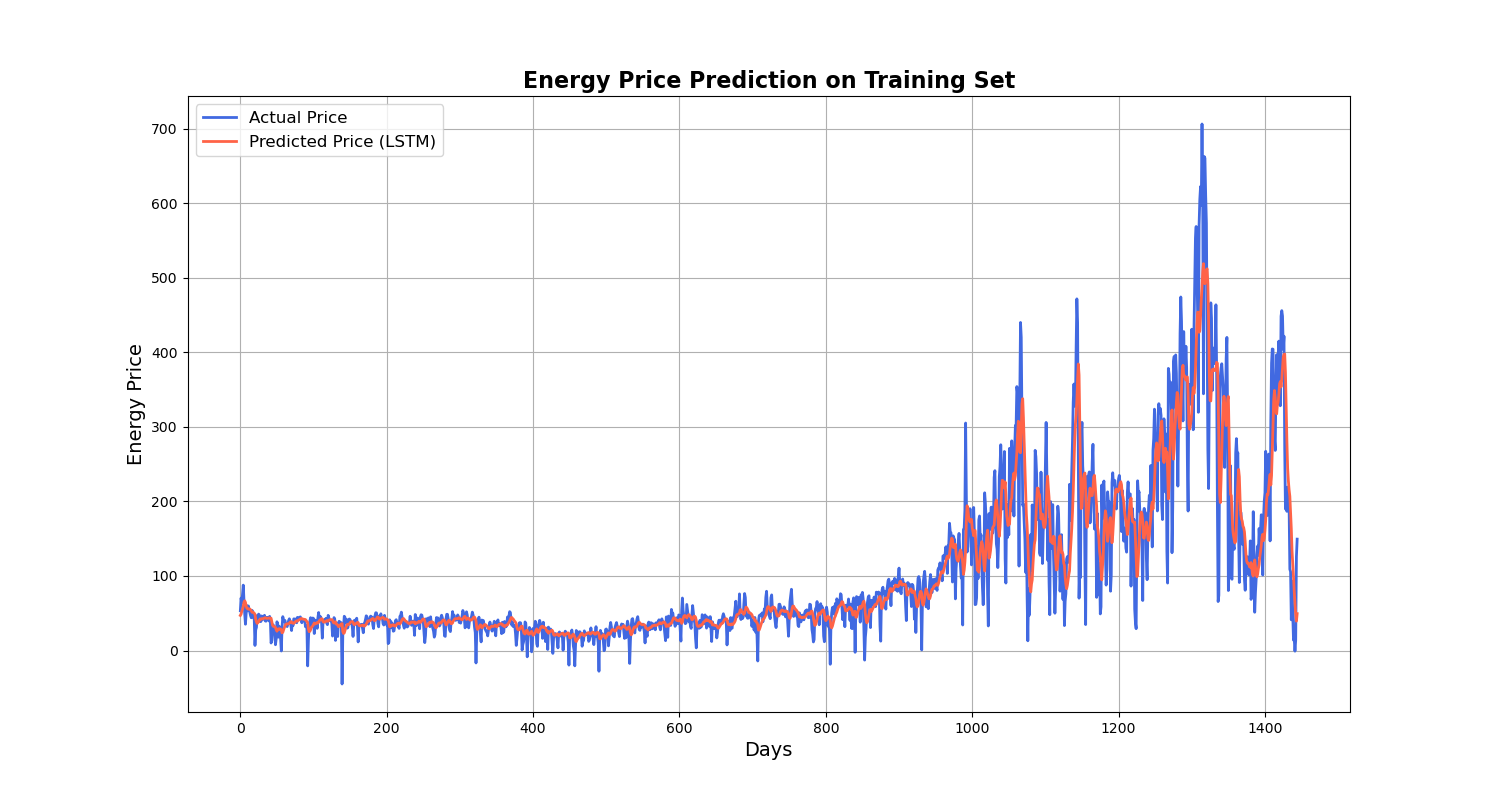 Energy Price Prediction on Training Set
Actual Price
Predicted Price (LSTM)
Energy Price
700
600
500
400
300
200
100
0
0 200 400 600 800 1000 1200 1400
Days